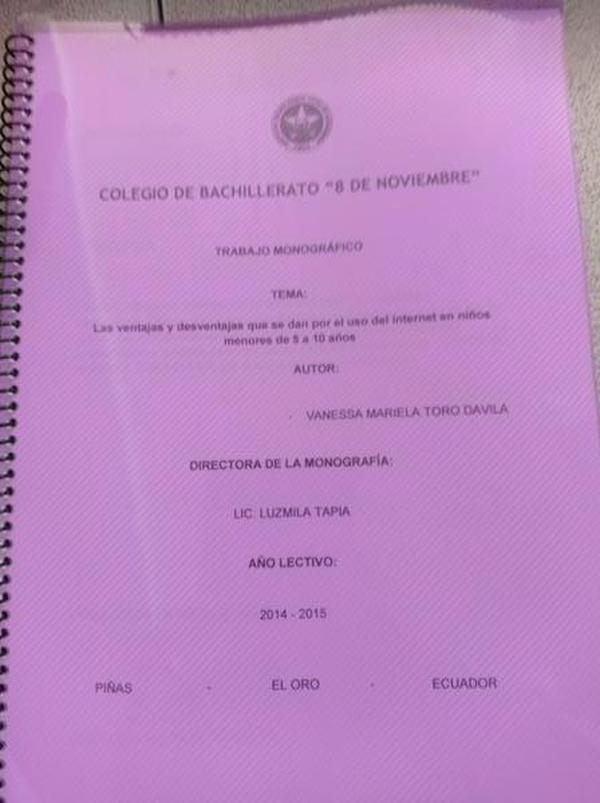 COLEGIO DE BACHILLERATO "8 DE NOVIEMBRE"
TRABAJO MONOGRÁFICO
TEMA:
Las ventajas y desventajas que se dan por el uso del internet en niños
menores de 5 a 10 años
AUTOR:
- VANESSA MARIELA TORO DAVILA
DIRECTORA DE LA MONOGRAFÍA:
LIC. LUZMILA TAPIA
AÑO LECTIVO:
2014 - 2015
PIÑAS - EL ORO - ECUADOR